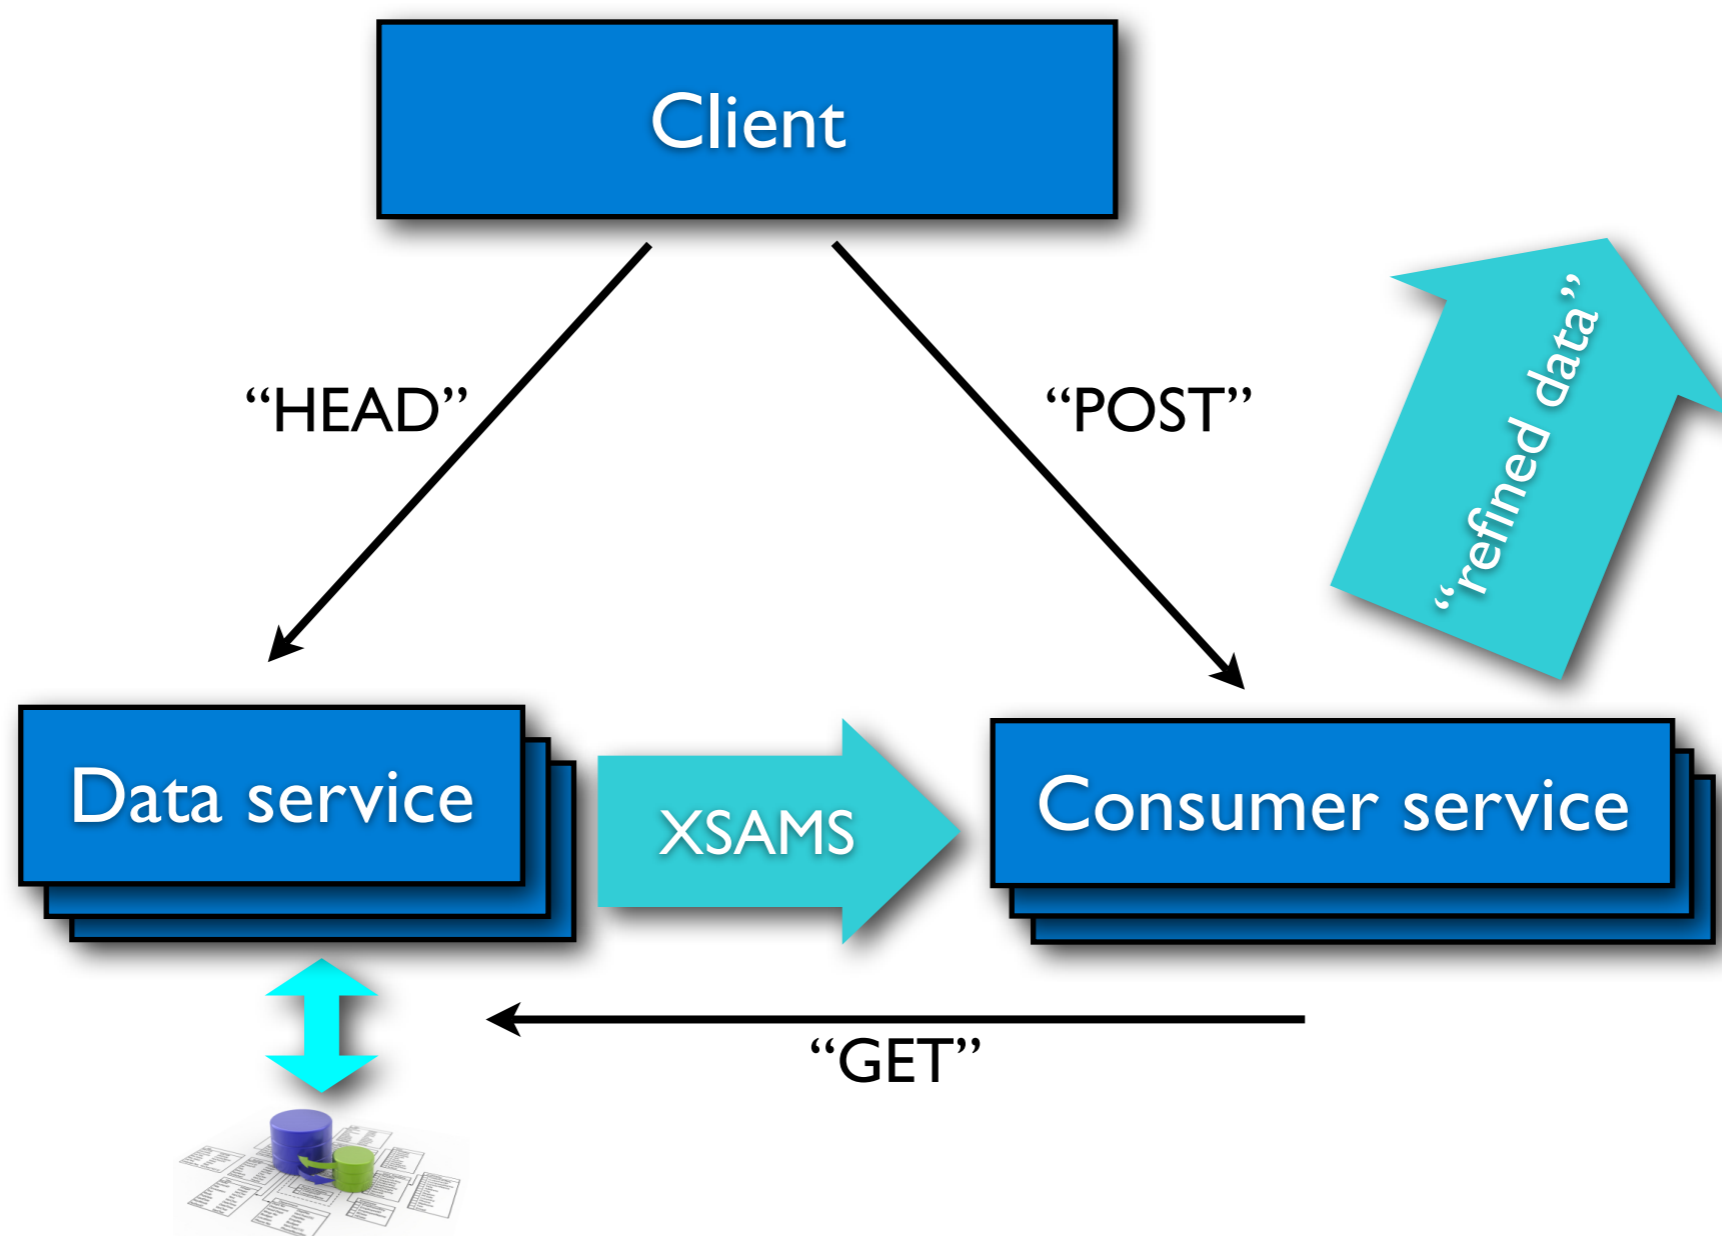 Client
“HEAD”
“POST”
“refined data”
Data service
XSAMS
Consumer service
“GET”